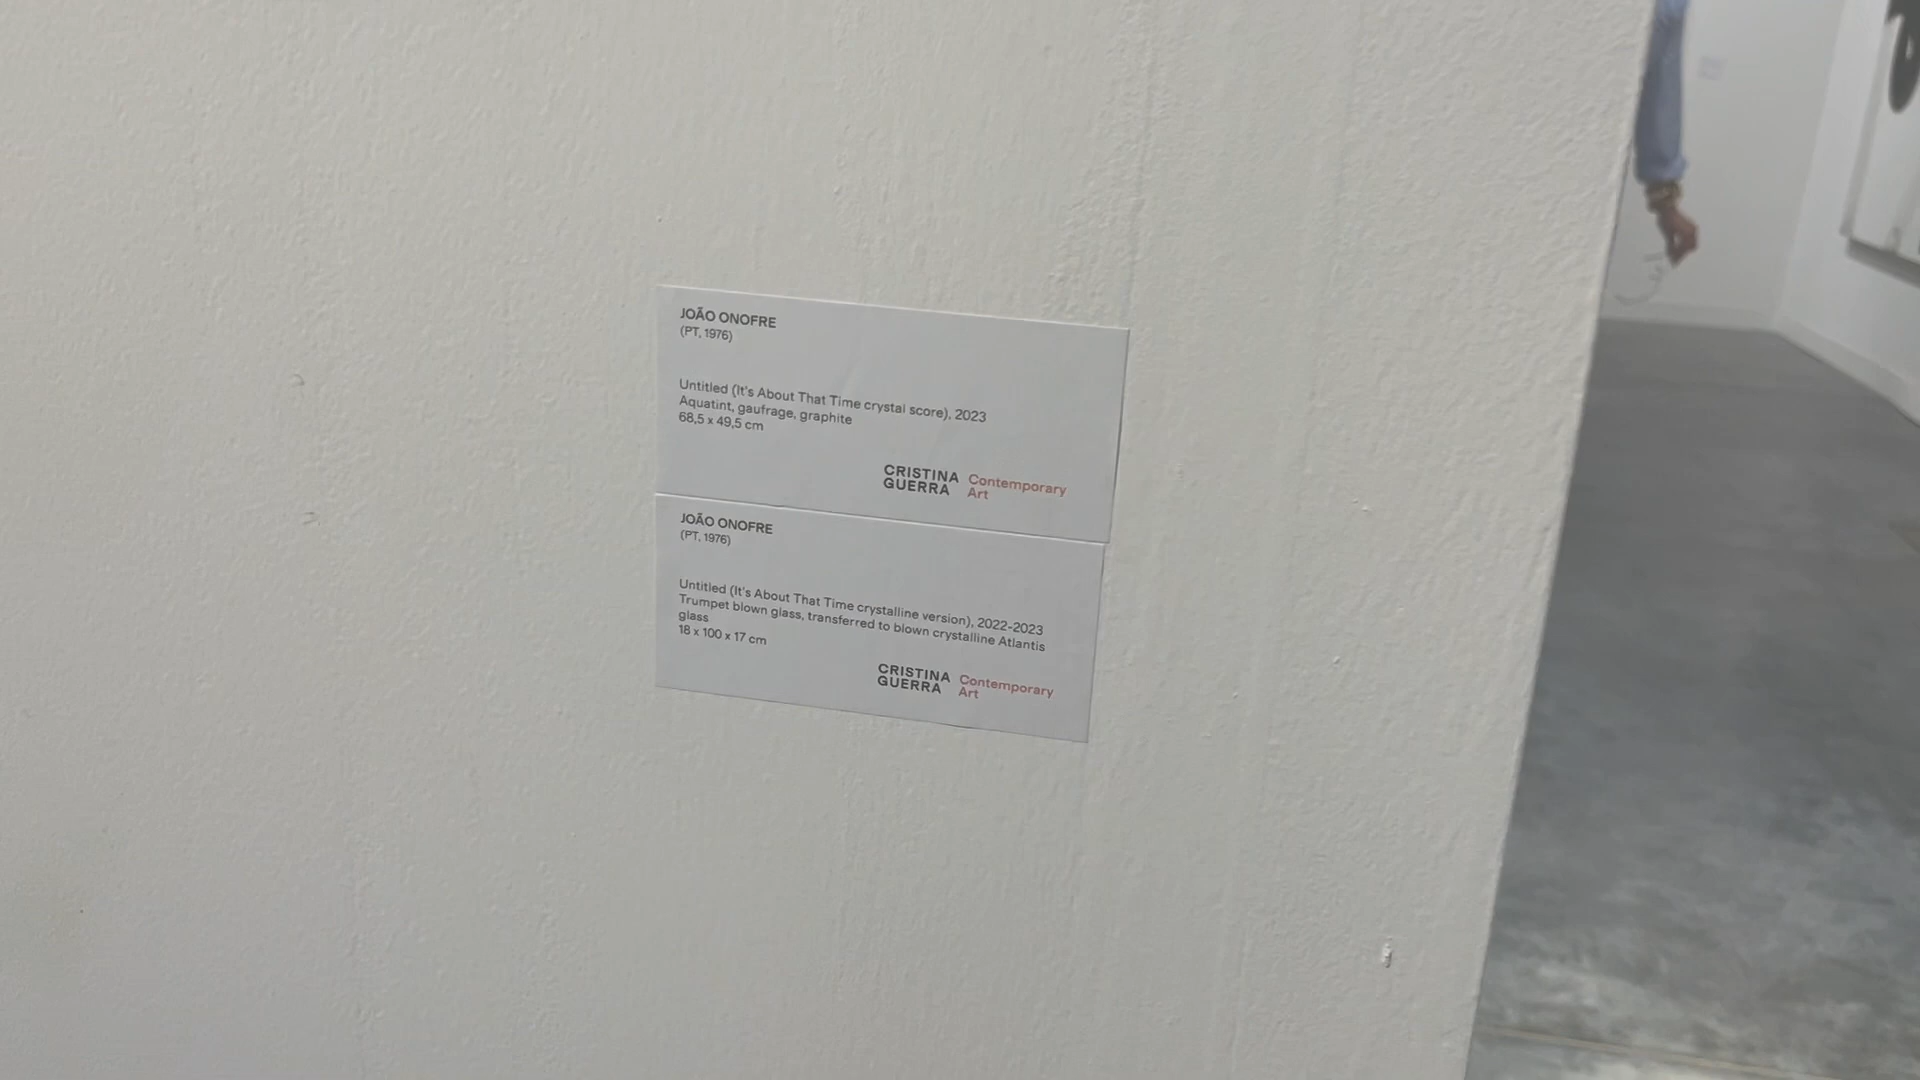 JOÃO ONOFRE
(PT, 1976)
Untitled (It's About That Time crystal score), 2023
Aquatint, gaufrage, graphite
68,5 x 49,5 cm
CRISTINA Contemporary
GUERRA Art
JOÃO ONOFRE
(PT, 1976)
Untitled (It's About That Time crystalline version), 2022-2023
Trumpet blown glass, transferred to blown crystalline Atlantis
glass
18 x 100 x 17 cm
CRISTINA Contemporary
GUERRA Art